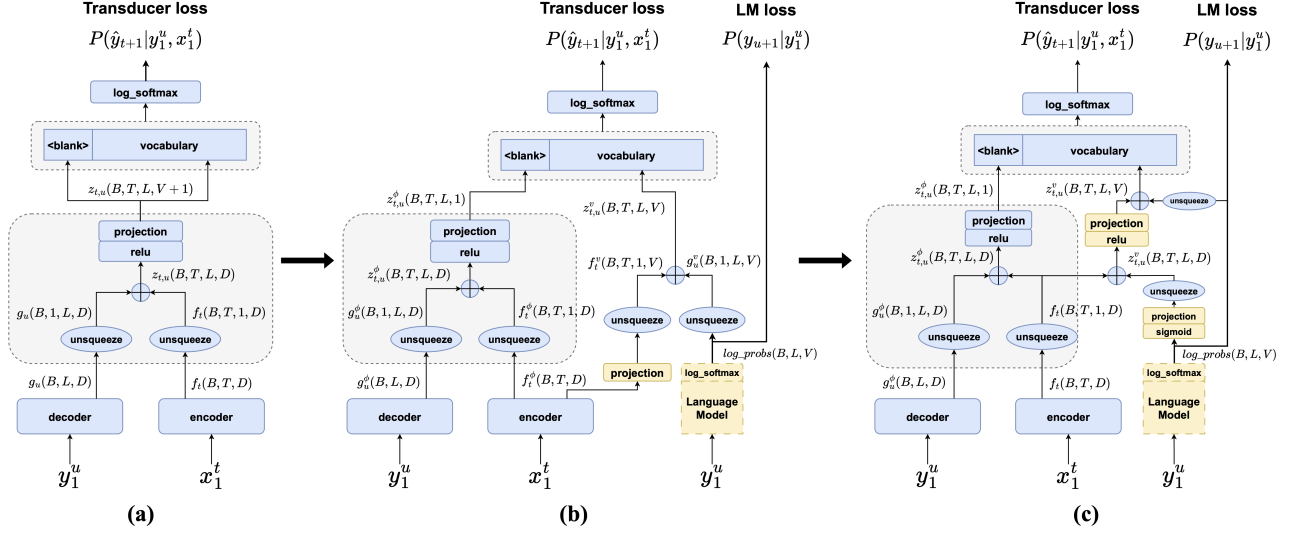 Transducer loss
P(ŷ_{t+1}|y_1^u, x_1^t)
log_softmax
<blank> vocabulary
z_{t,u}(B, T, L, V + 1)
projection
relu
z_{t,u}(B, T, L, D)
g_u(B, 1, L, D) f_t(B, T, 1, D)
unsqueeze unsqueeze
g_u(B, L, D) f_t(B, T, D)
decoder encoder
y_1^u x_1^t
(a)
Transducer loss LM loss
P(ŷ_{t+1}|y_1^u, x_1^t) P(y_{u+1}|y_1^u)
log_softmax
<blank> vocabulary
z_{t,u}^ϕ(B, T, L, 1) z_{t,u}^v(B, T, L, V)
projection
relu
z_{t,u}^ϕ(B, T, L, D) f_t^v(B, T, 1, V) g_u^v(B, 1, L, V)
g_u^ϕ(B, 1, L, D) f_t^ϕ(B, T, 1, D)
unsqueeze unsqueeze unsqueeze unsqueeze
log_probs(B, L, V)
g_u^ϕ(B, L, D) f_t^ϕ(B, T, D) projection log_softmax
decoder encoder Language
Model
y_1^u x_1^t y_1^u
(b)
Transducer loss LM loss
P(ŷ_{t+1}|y_1^u, x_1^t) P(y_{u+1}|y_1^u)
log_softmax
<blank> vocabulary
z_{t,u}^ϕ(B, T, L, 1) z_{t,u}^v(B, T, L, V)
unsqueeze
projection projection
relu relu
z_{t,u}^ϕ(B, T, L, D) z_{t,u}^v(B, T, L, D)
unsqueeze
g_u^ϕ(B, 1, L, D) f_t(B, T, 1, D)
projection
sigmoid
unsqueeze unsqueeze
log_probs(B, L, V)
g_u^ϕ(B, L, D) f_t(B, T, D) log_softmax
decoder encoder Language
Model
y_1^u x_1^t y_1^u
(c)